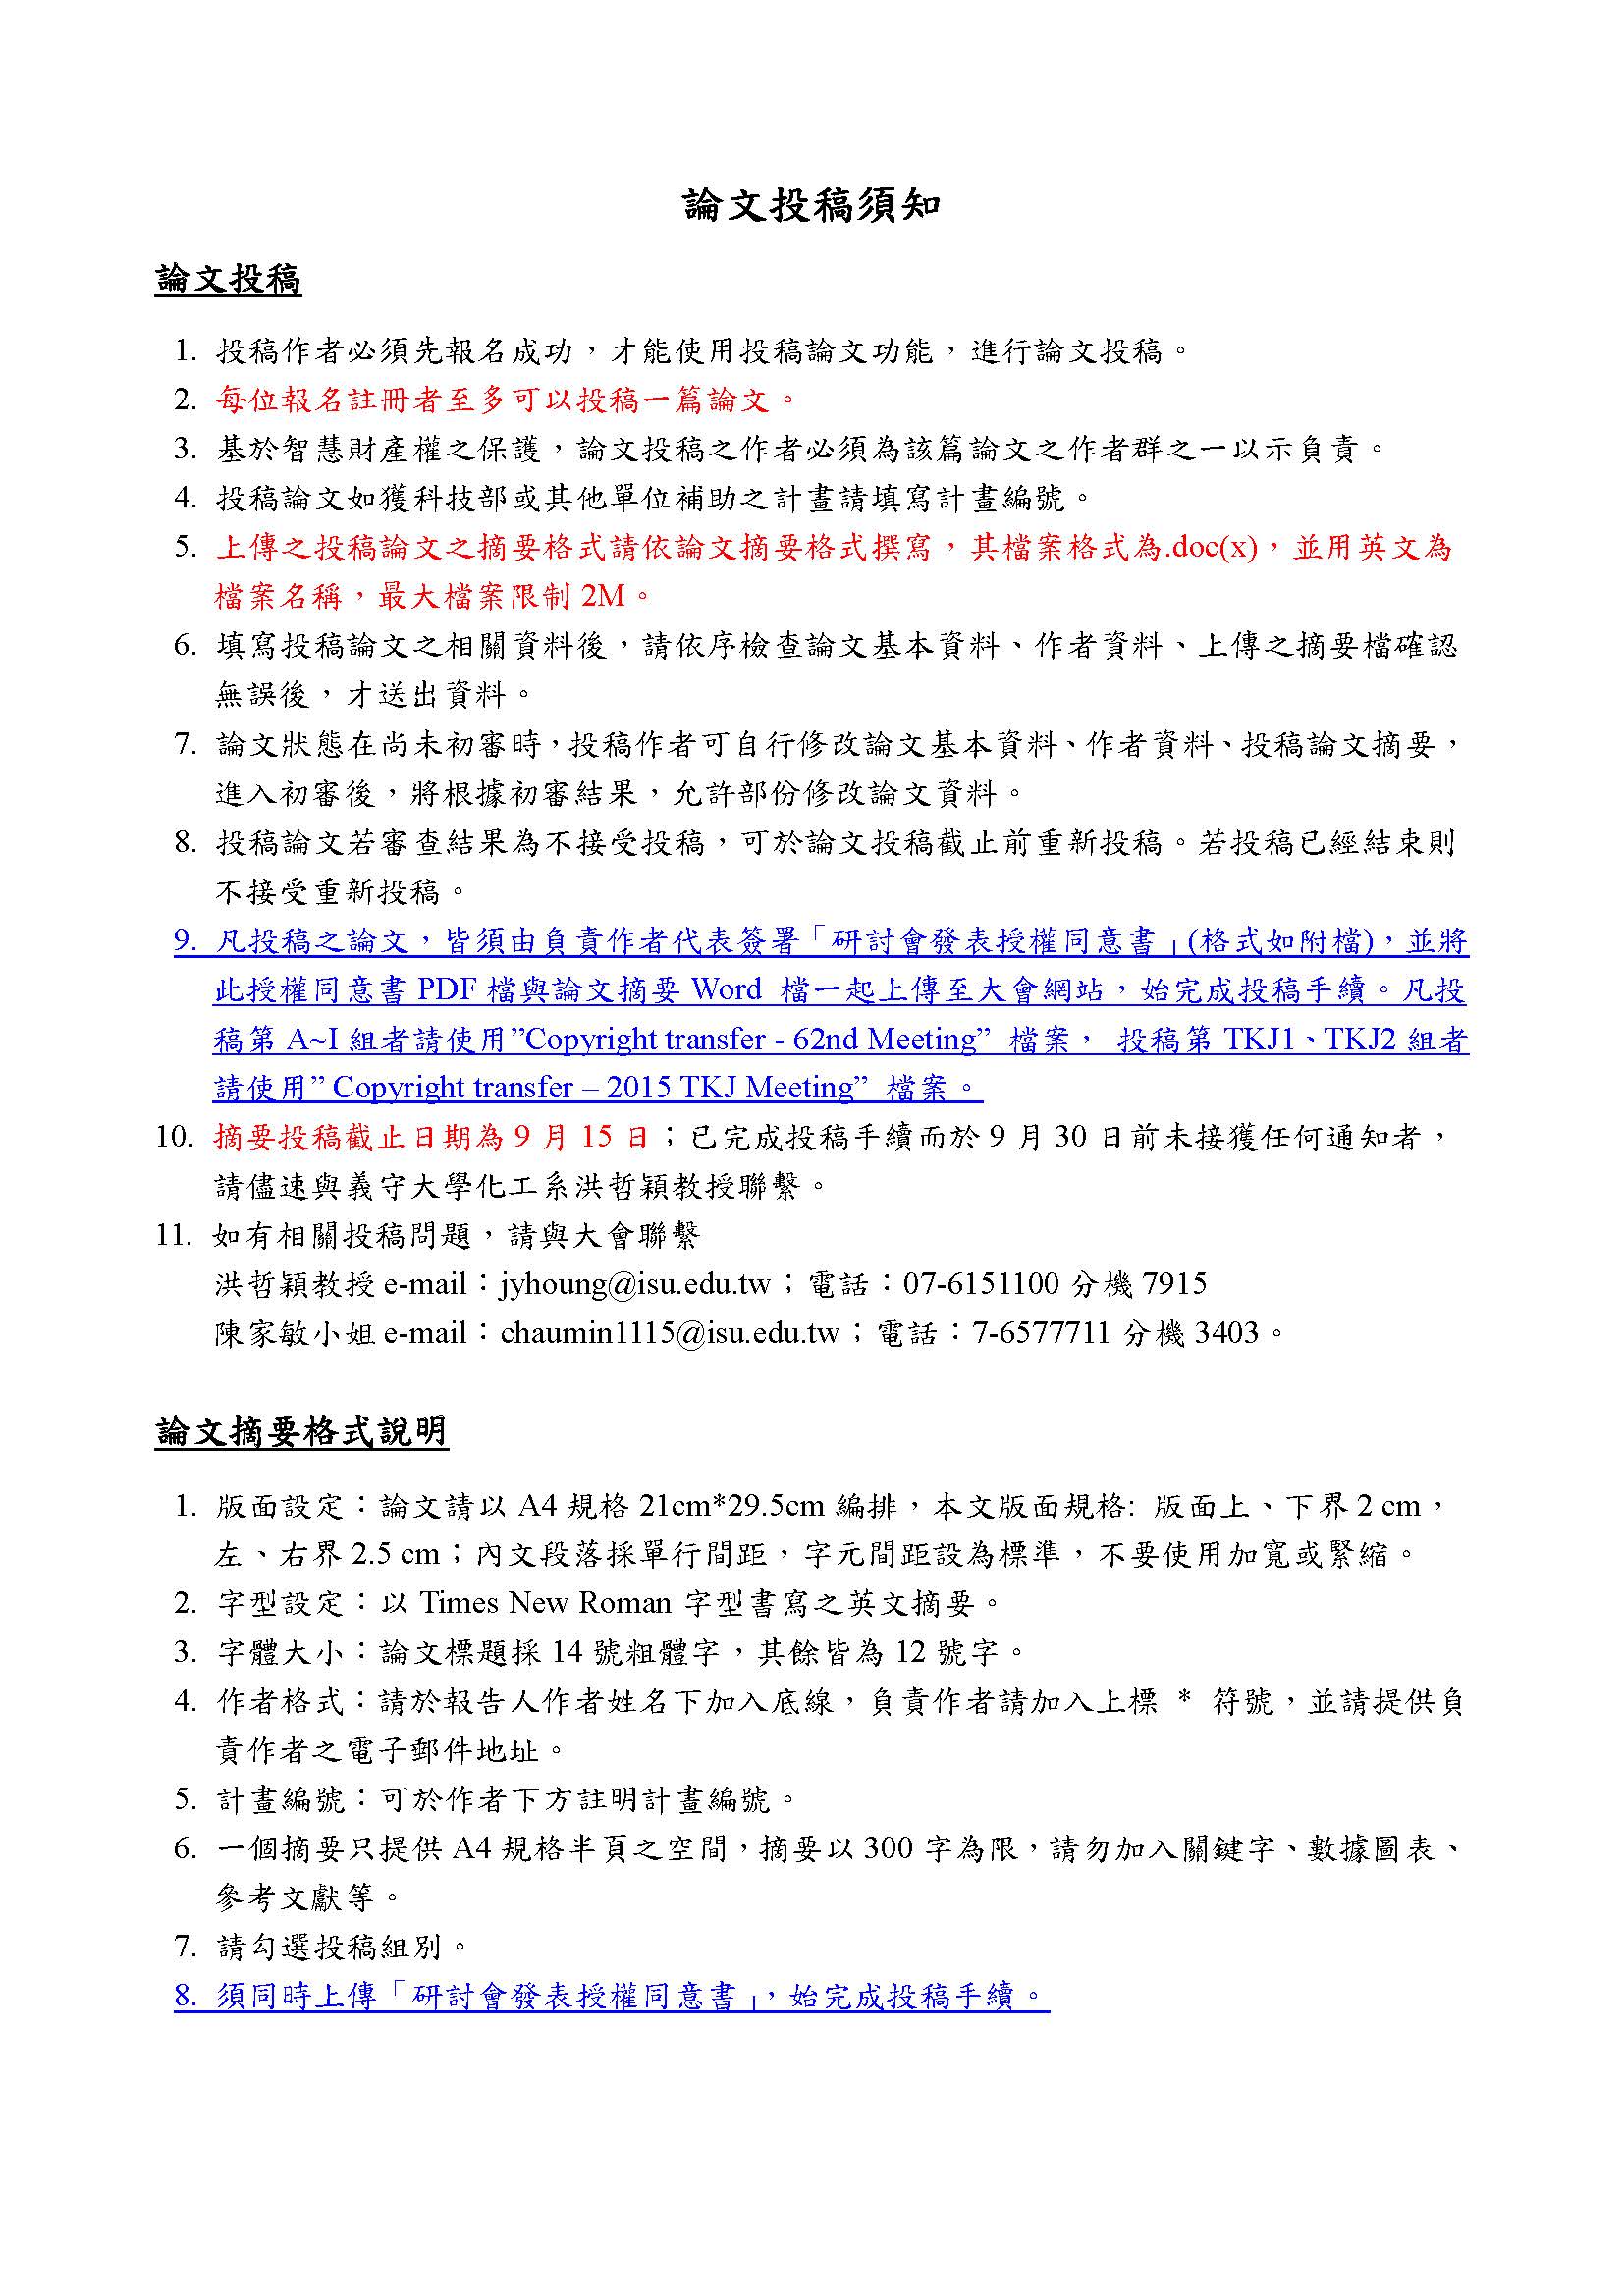 論文投稿須知
論文投稿
1. 投稿作者必須先報名成功，才能使用投稿論文功能，進行論文投稿。
2. 每位報名註冊者至多可以投稿一篇論文。
3. 基於智慧財產權之保護，論文投稿之作者必須為該篇論文之作者群之一以示負責。
4. 投稿論文如獲科技部或其他單位補助之計畫請填寫計畫編號。
5. 上傳之投稿論文之摘要格式請依論文摘要格式撰寫，其檔案格式為.doc(x)，並用英文為
檔案名稱，最大檔案限制 2M。
6. 填寫投稿論文之相關資料後，請依序檢查論文基本資料、作者資料、上傳之摘要檔確認
無誤後，才送出資料。
7. 論文狀態在尚未初審時，投稿作者可自行修改論文基本資料、作者資料、投稿論文摘要，
進入初審後，將根據初審結果，允許部份修改論文資料。
8. 投稿論文若審查結果為不接受投稿，可於論文投稿截止前重新投稿。若投稿已經結束則
不接受重新投稿。
9. 凡投稿之論文，皆須由負責作者代表簽署「研討會發表授權同意書」(格式如附檔)，並將
此授權同意書 PDF 檔與論文摘要 Word 檔一起上傳至大會網站，始完成投稿手續。凡投
稿第 A~I 組者請使用”Copyright transfer - 62nd Meeting” 檔案， 投稿第 TKJ1、TKJ2 組者
請使用” Copyright transfer – 2015 TKJ Meeting” 檔案。
10. 摘要投稿截止日期為 9 月 15 日；已完成投稿手續而於 9 月 30 日前未接獲任何通知者，
請儘速與義守大學化工系洪哲穎教授聯繫。
11. 如有相關投稿問題，請與大會聯繫
洪哲穎教授 e-mail：jyhoung@isu.edu.tw；電話：07-6151100 分機 7915
陳家敏小姐 e-mail：chaumin1115@isu.edu.tw；電話：7-6577711 分機 3403。
論文摘要格式說明
1. 版面設定：論文請以 A4 規格 21cm*29.5cm 編排，本文版面規格: 版面上、下界 2 cm，
左、右界 2.5 cm；內文段落採單行間距，字元間距設為標準，不要使用加寬或緊縮。
2. 字型設定：以 Times New Roman 字型書寫之英文摘要。
3. 字體大小：論文標題採 14 號粗體字，其餘皆為 12 號字。
4. 作者格式：請於報告人作者姓名下加入底線，負責作者請加入上標 * 符號，並請提供負
責作者之電子郵件地址。
5. 計畫編號：可於作者下方註明計畫編號。
6. 一個摘要只提供 A4 規格半頁之空間，摘要以 300 字為限，請勿加入關鍵字、數據圖表、
參考文獻等。
7. 請勾選投稿組別。
8. 須同時上傳「研討會發表授權同意書」，始完成投稿手續。